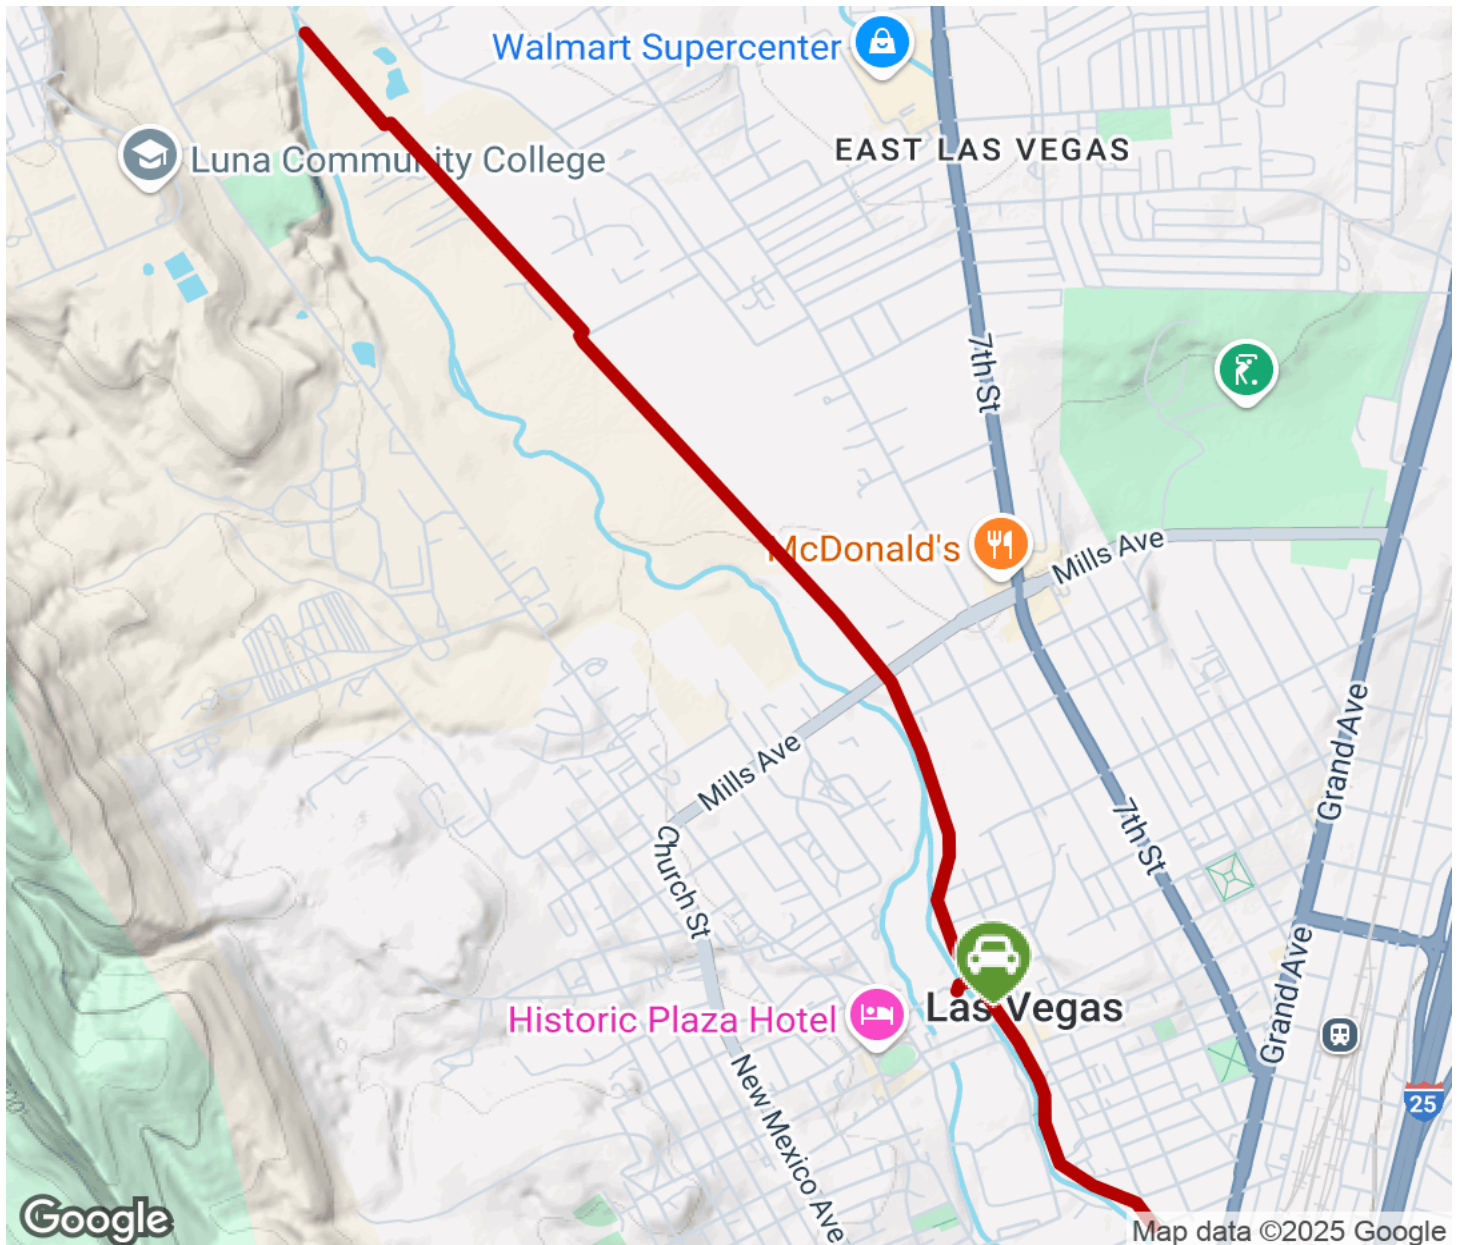 Walmart Supercenter
EAST LAS VEGAS
Luna Community College
7th St
McDonald's
Mills Ave
Grand Ave
Mills Ave
7th St
Church St
Grand Ave
Las Vegas
Historic Plaza Hotel
New Mexico Ave
25
Google
Map data ©2025 Google